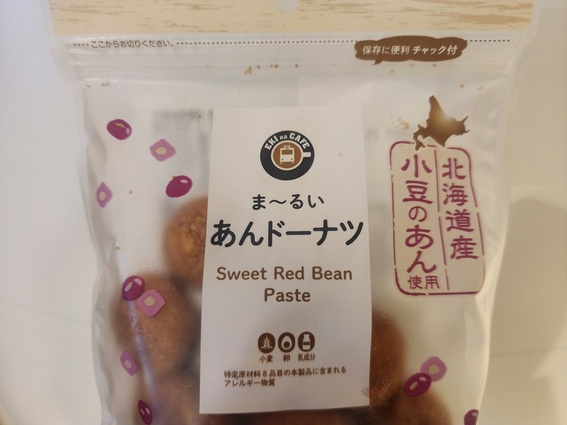 ここからお切りください。
保存に便利 チャック付
EKI na CAFE
ま〜るい
あんドーナツ
Sweet Red Bean
Paste
北海道産
小豆のあん
使用
小麦 卵 乳成分
特定原材料8品目の本製品に含まれる
アレルギー物質